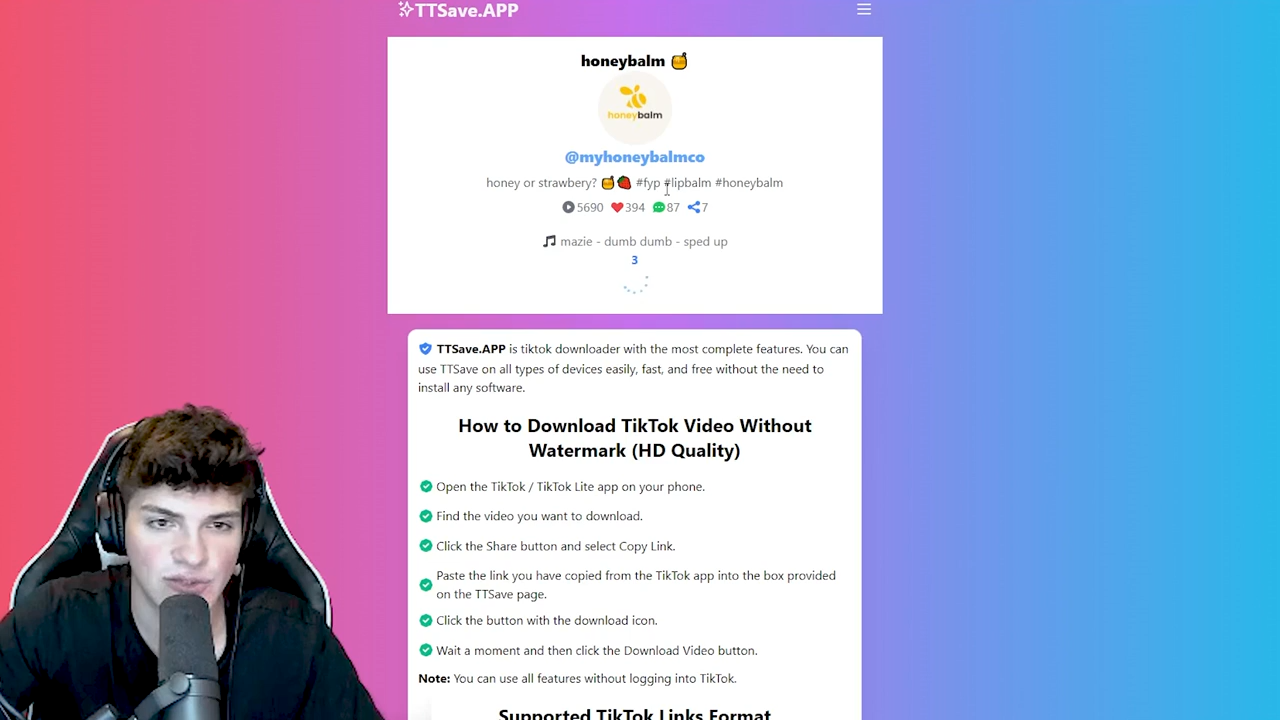 TTSave.APP
honeybalm
honeybalm
@myhoneybalmco
honey or strawbery? 🍯🍓 #fyp #lipbalm #honeybalm
5690 394 87 7
mazie - dumb dumb - sped up
3
TTSave.APP is tiktok downloader with the most complete features. You can
use TTSave on all types of devices easily, fast, and free without the need to
install any software.
How to Download TikTok Video Without
Watermark (HD Quality)
Open the TikTok / TikTok Lite app on your phone.
Find the video you want to download.
Click the Share button and select Copy Link.
Paste the link you have copied from the TikTok app into the box provided
on the TTSave page.
Click the button with the download icon.
Wait a moment and then click the Download Video button.
Note: You can use all features without logging into TikTok.
Supported TikTok Links Format